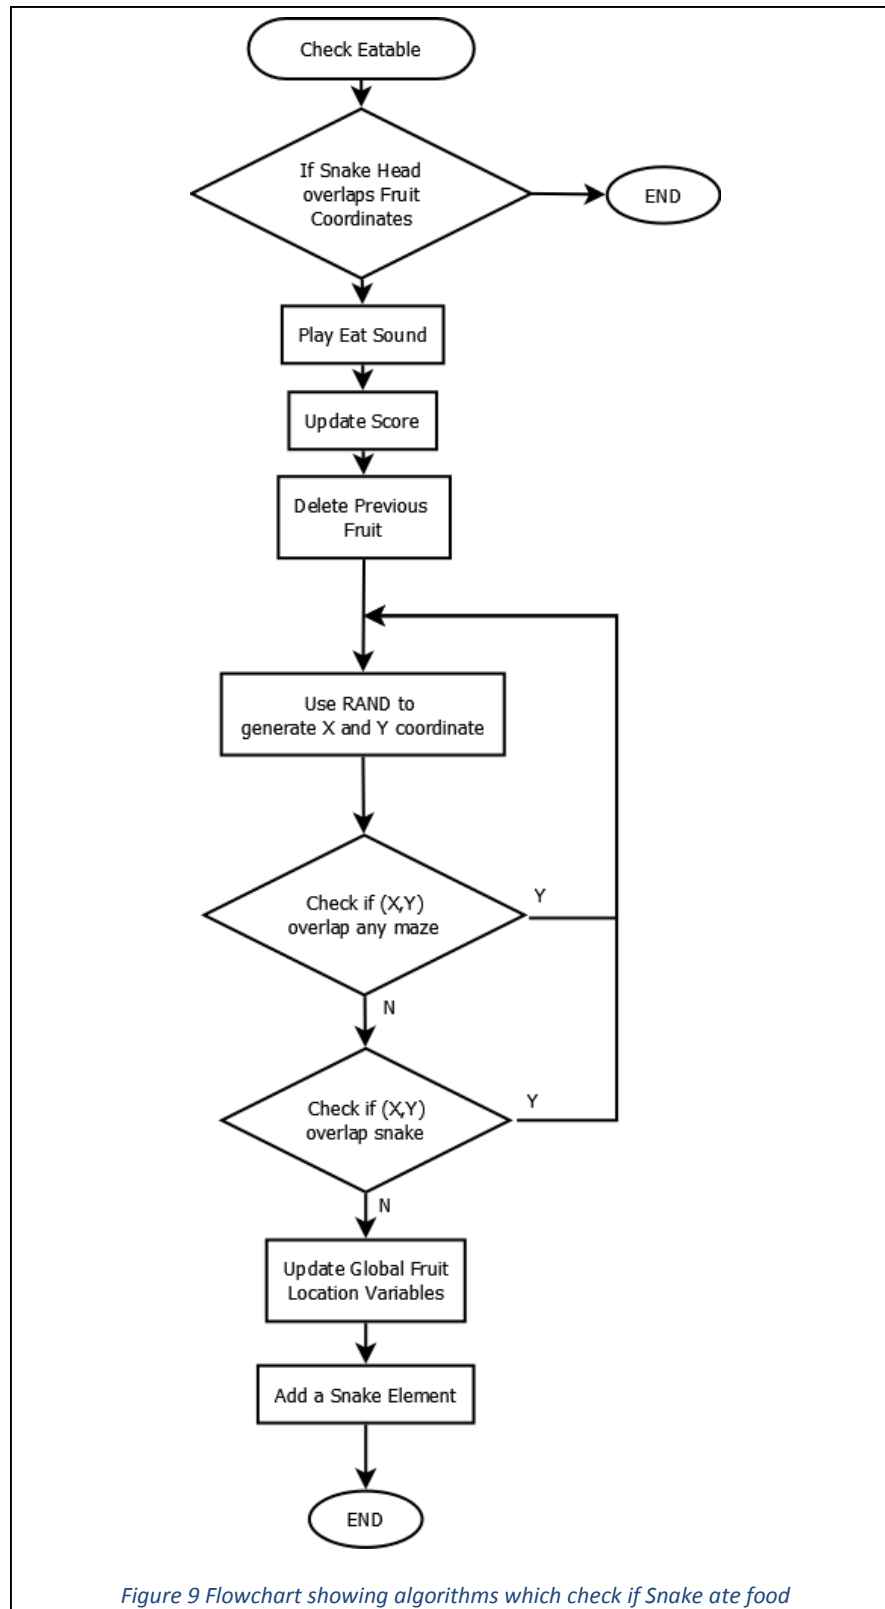 Check Eatable
If Snake Head
overlaps Fruit
Coordinates
END
Play Eat Sound
Update Score
Delete Previous
Fruit
Use RAND to
generate X and Y coordinate
Check if (X,Y)
overlap any maze
Y
N
Check if (X,Y)
overlap snake
Y
N
Update Global Fruit
Location Variables
Add a Snake Element
END
Figure 9 Flowchart showing algorithms which check if Snake ate food